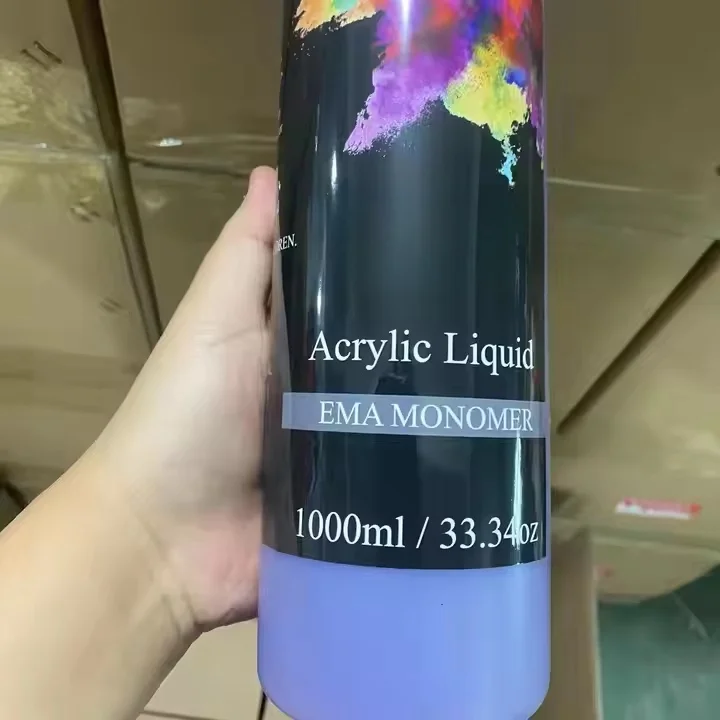 Acrylic Liquid
EMA MONOMER
1000ml / 33.34oz